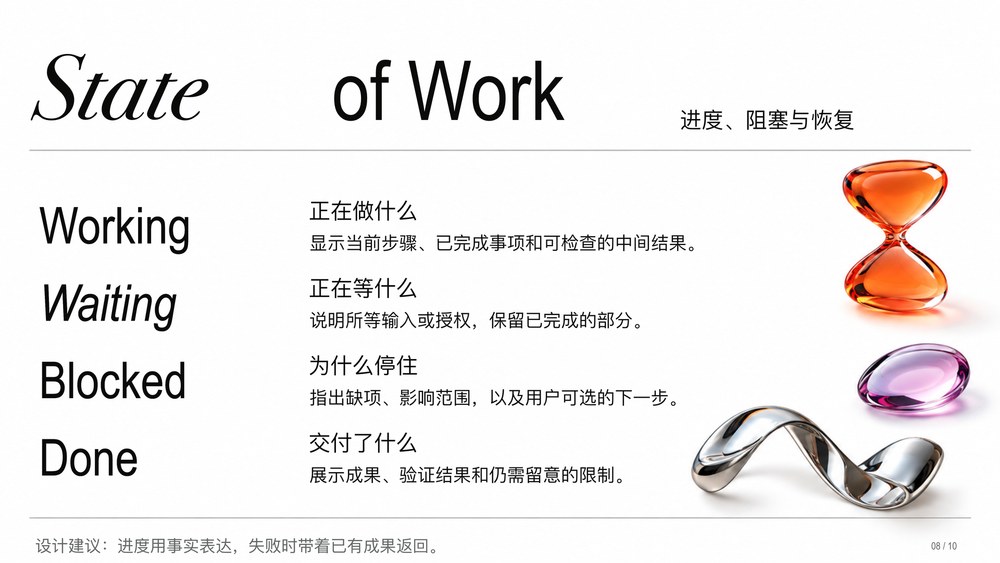 State of Work
进度、阻塞与恢复
Working
正在做什么
显示当前步骤、已完成事项和可检查的中间结果。
Waiting
正在等什么
说明所等输入或授权，保留已完成的部分。
Blocked
为什么停住
指出缺项、影响范围，以及用户可选的下一步。
Done
交付了什么
展示成果、验证结果和仍需留意的限制。
设计建议：进度用事实表达，失败时带着已有成果返回。
08 / 10